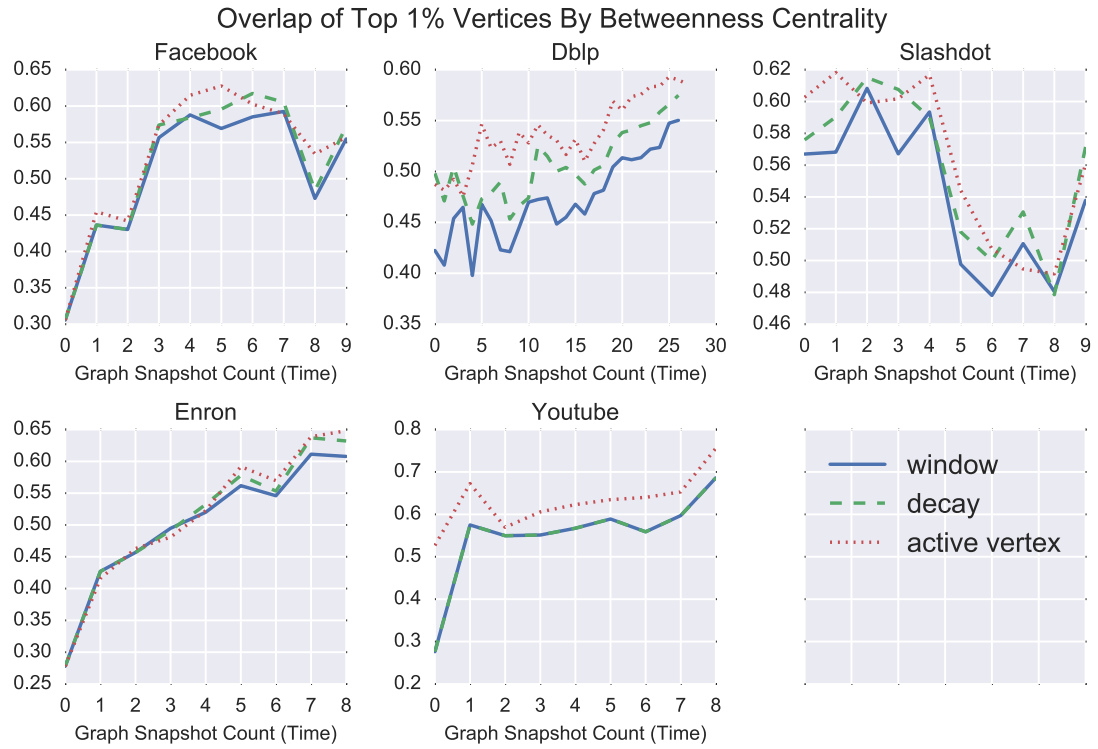 Overlap of Top 1% Vertices By Betweenness Centrality
Facebook
0.65
0.60
0.55
0.50
0.45
0.40
0.35
0.30
0 1 2 3 4 5 6 7 8 9
Graph Snapshot Count (Time)
Dblp
0.60
0.55
0.50
0.45
0.40
0.35
0 5 10 15 20 25 30
Graph Snapshot Count (Time)
Slashdot
0.62
0.60
0.58
0.56
0.54
0.52
0.50
0.48
0.46
0 1 2 3 4 5 6 7 8 9
Graph Snapshot Count (Time)
Enron
0.65
0.60
0.55
0.50
0.45
0.40
0.35
0.30
0.25
0 1 2 3 4 5 6 7 8
Graph Snapshot Count (Time)
Youtube
0.8
0.7
0.6
0.5
0.4
0.3
0.2
0 1 2 3 4 5 6 7 8
Graph Snapshot Count (Time)
window
decay
active vertex